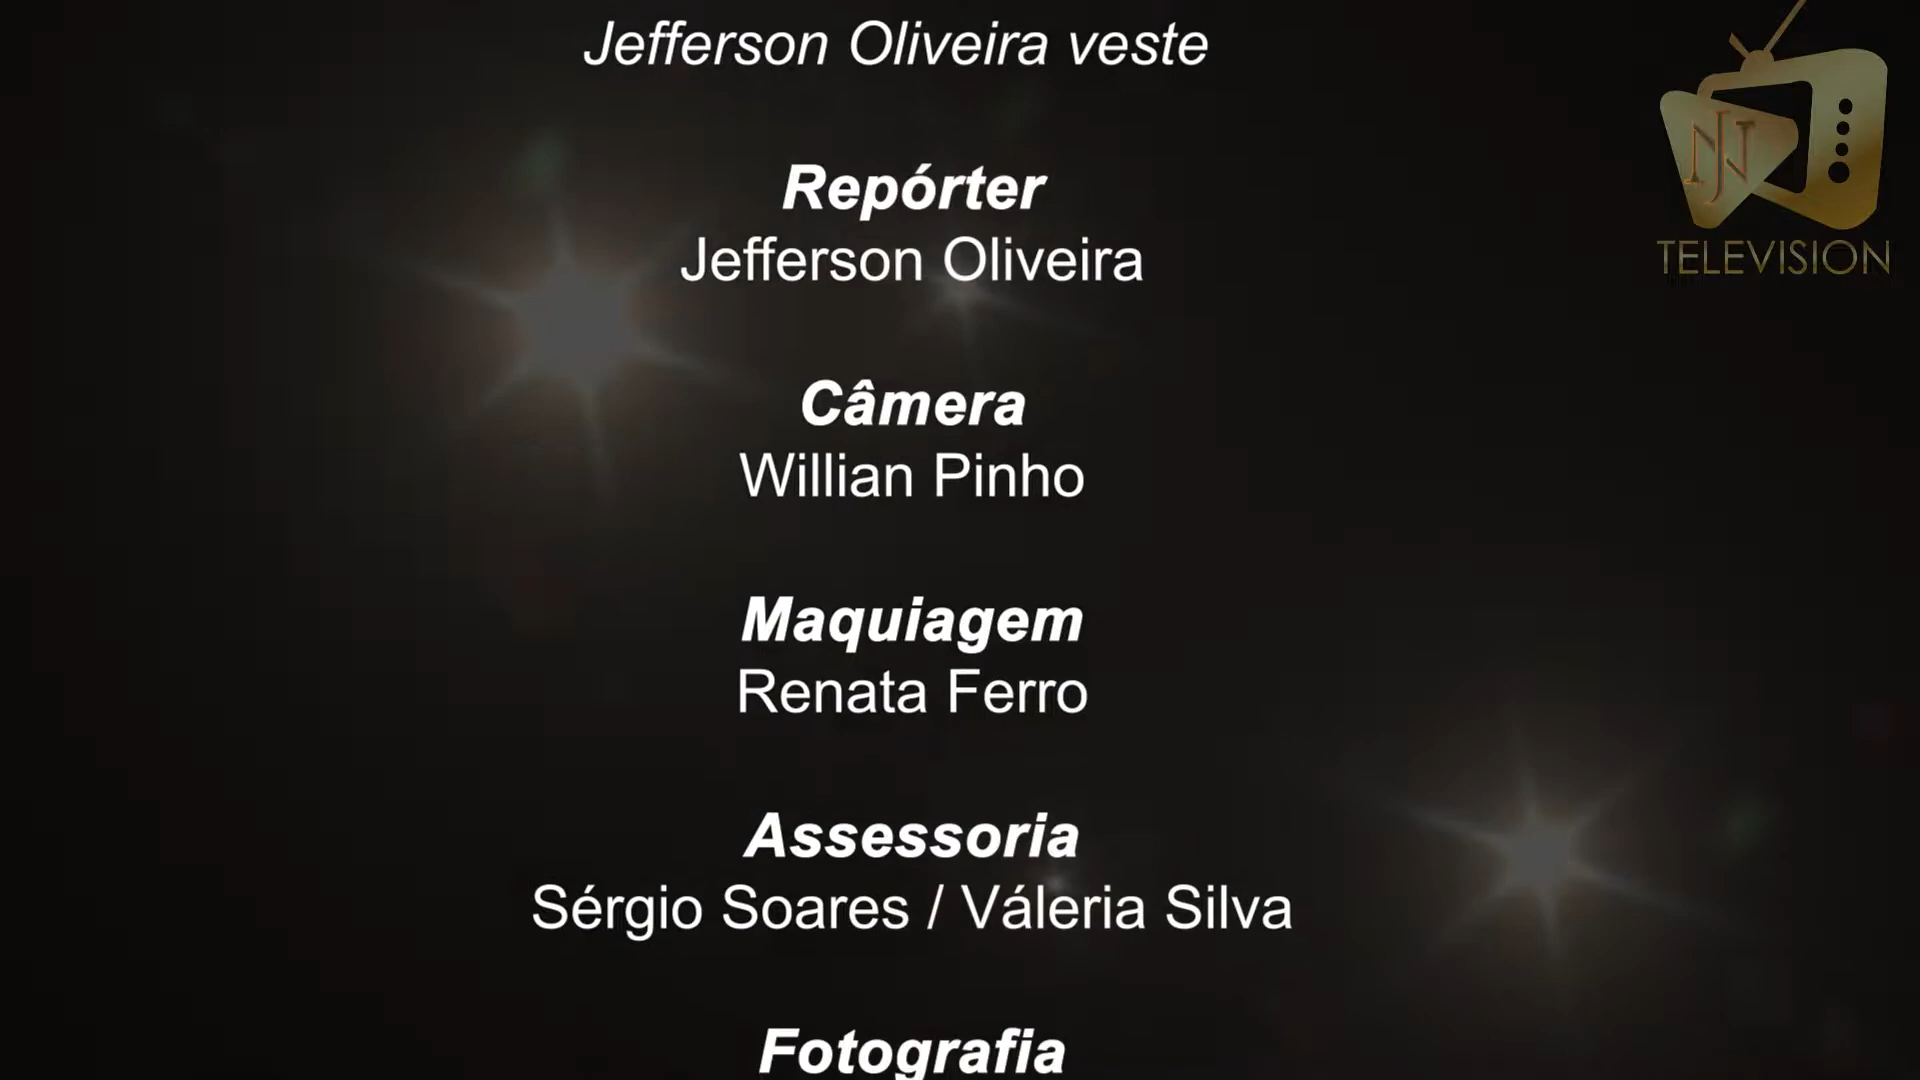 Jefferson Oliveira veste
Repórter
Jefferson Oliveira
Câmera
Willian Pinho
Maquiagem
Renata Ferro
Assessoria
Sérgio Soares / Váleria Silva
Fotografia
NJ
TELEVISION